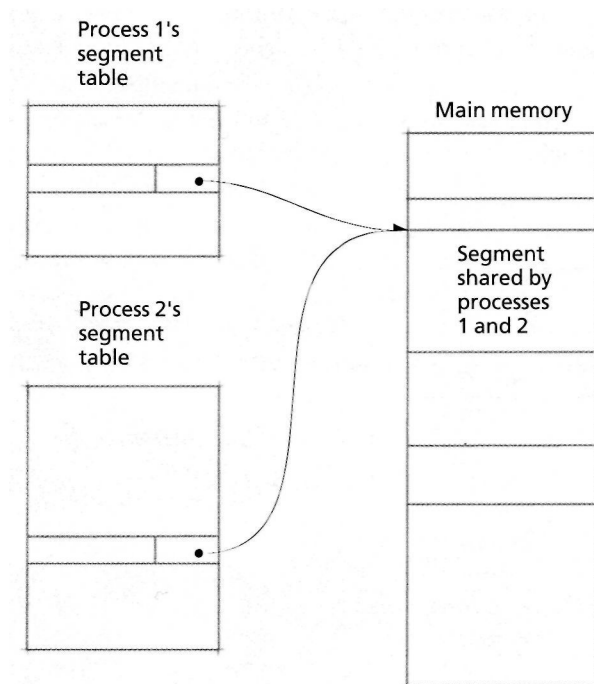 Process 1's
segment
table
Main memory
Segment
shared by
processes
1 and 2
Process 2's
segment
table